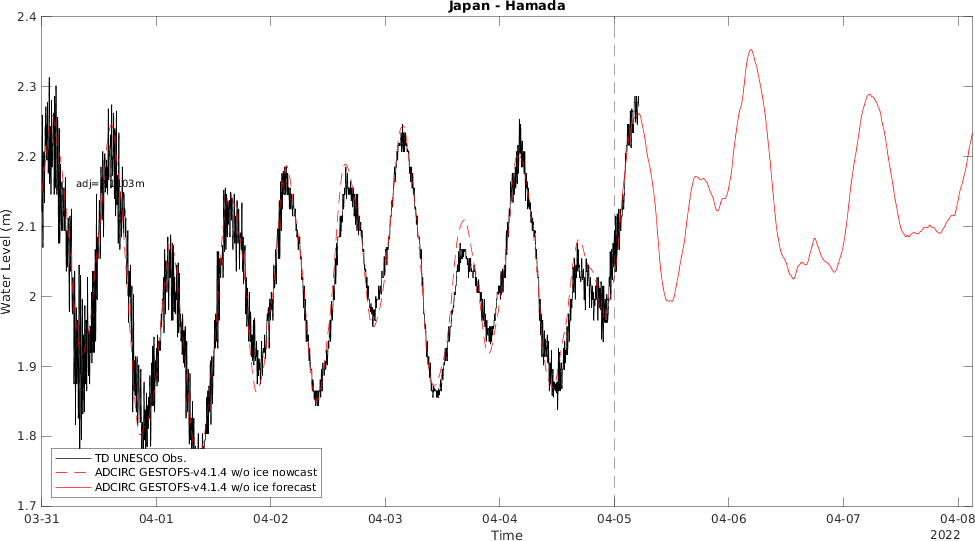 Japan - Hamada
2.4
2.3
2.2
2.1
2
1.9
1.8
1.7
Water Level (m)
03m
TD UNESCO Obs.
ADCIRC GESTOFS-v4.1.4 w/o ice nowcast
ADCIRC GESTOFS-v4.1.4 w/o ice forecast
03-31 04-01 04-02 04-03 04-04 04-05 04-06 04-07 04-08
Time
2022